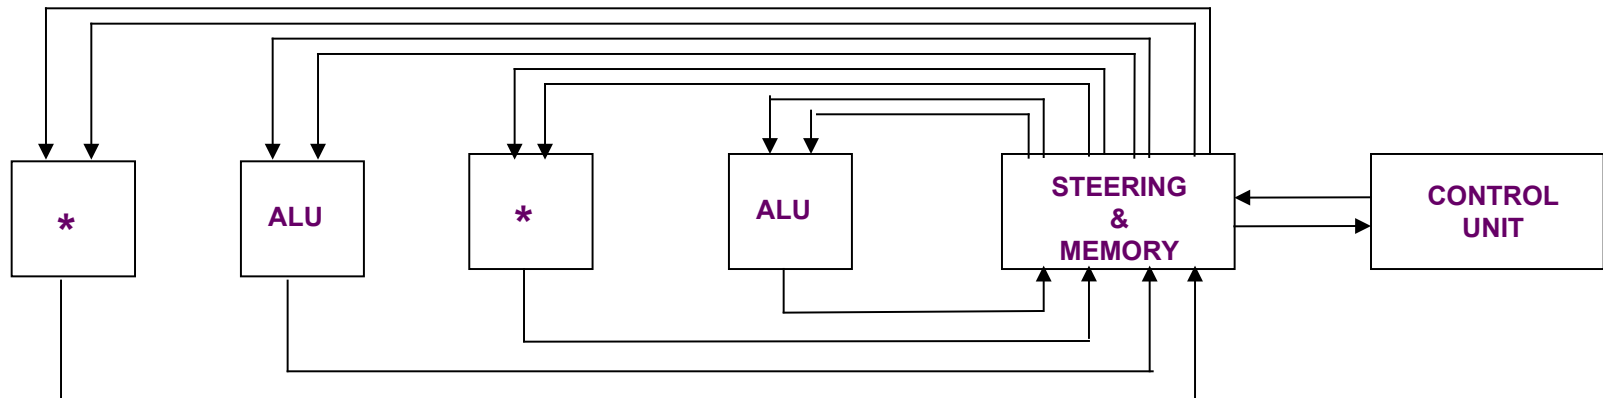 *
ALU
*
ALU
STEERING
&
MEMORY
CONTROL
UNIT